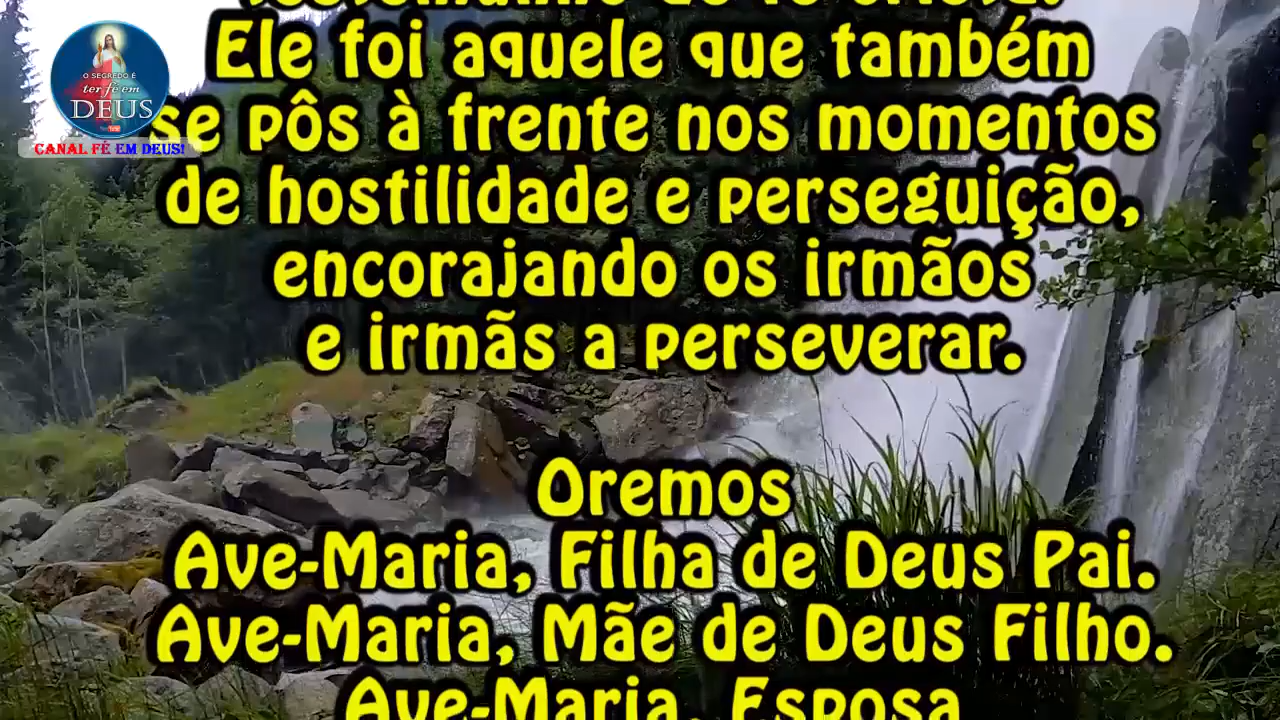 Ele foi aquele que também
se pôs à frente nos momentos
de hostilidade e perseguição,
encorajando os irmãos
e irmãs a perseverar.
Oremos
Ave-Maria, Filha de Deus Pai.
Ave-Maria, Mãe de Deus Filho.
Ave-Maria, Esposa
O SEGREDO É
ter fé em
DEUS
CANAL FÉ EM DEUS!